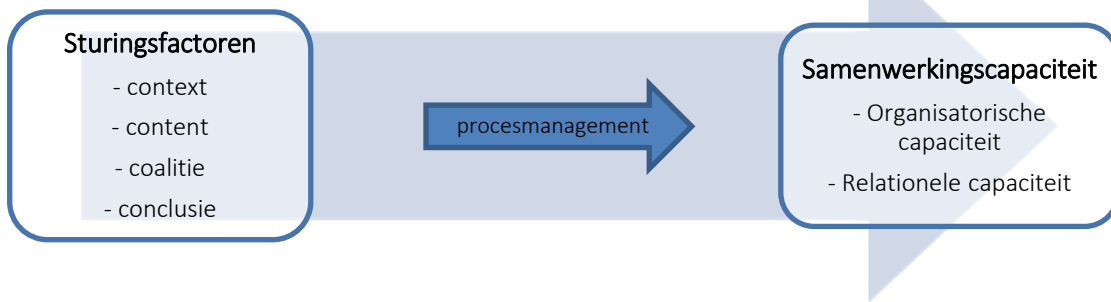 Sturingsfactoren
- context
- content
- coalitie
- conclusie
procesmanagement
Samenwerkingscapaciteit
- Organisatorische
capaciteit
- Relationele capaciteit